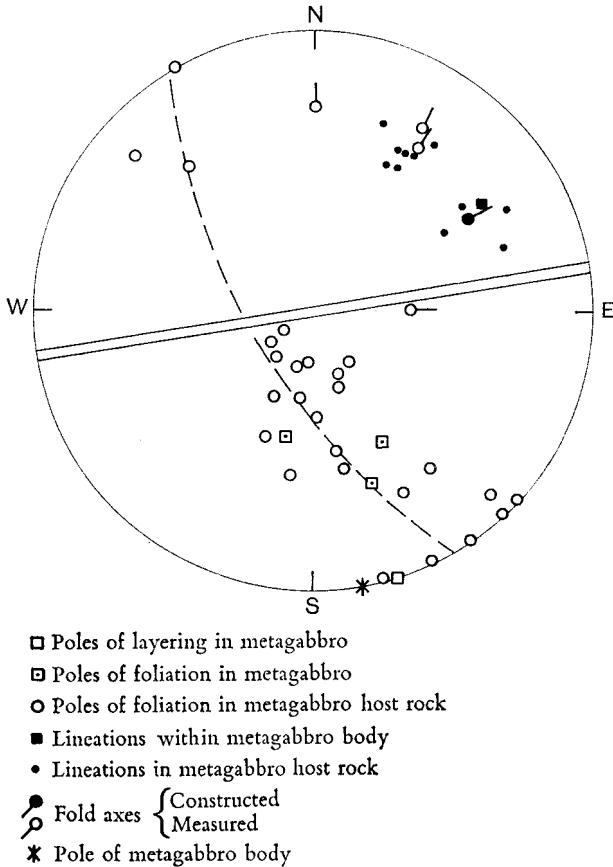 N
W
E
S
Poles of layering in metagabbro
Poles of foliation in metagabbro
Poles of foliation in metagabbro host rock
Lineations within metagabbro body
Lineations in metagabbro host rock
Fold axes { Constructed
Measured
Pole of metagabbro body